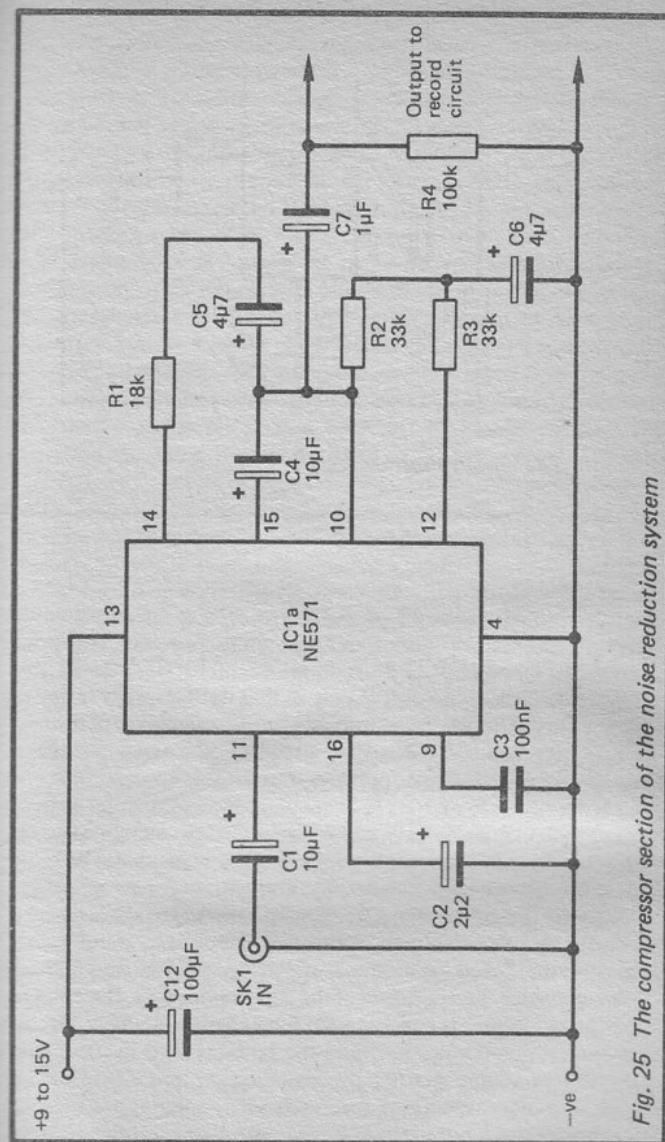 +9 to 15V
C12
100µF
+
SK1
IN
C1
10µF
+
11
16
9
C2
2µ2
+
C3
100nF
13
IC1a
NE571
4
14
15
10
12
R1
18k
C4
10µF
+
C5
4µ7
+
C7
1µF
+
R2
33k
R3
33k
C6
4µ7
+
R4
100k
Output to
record
circuit
−ve
Fig. 25 The compressor section of the noise reduction system